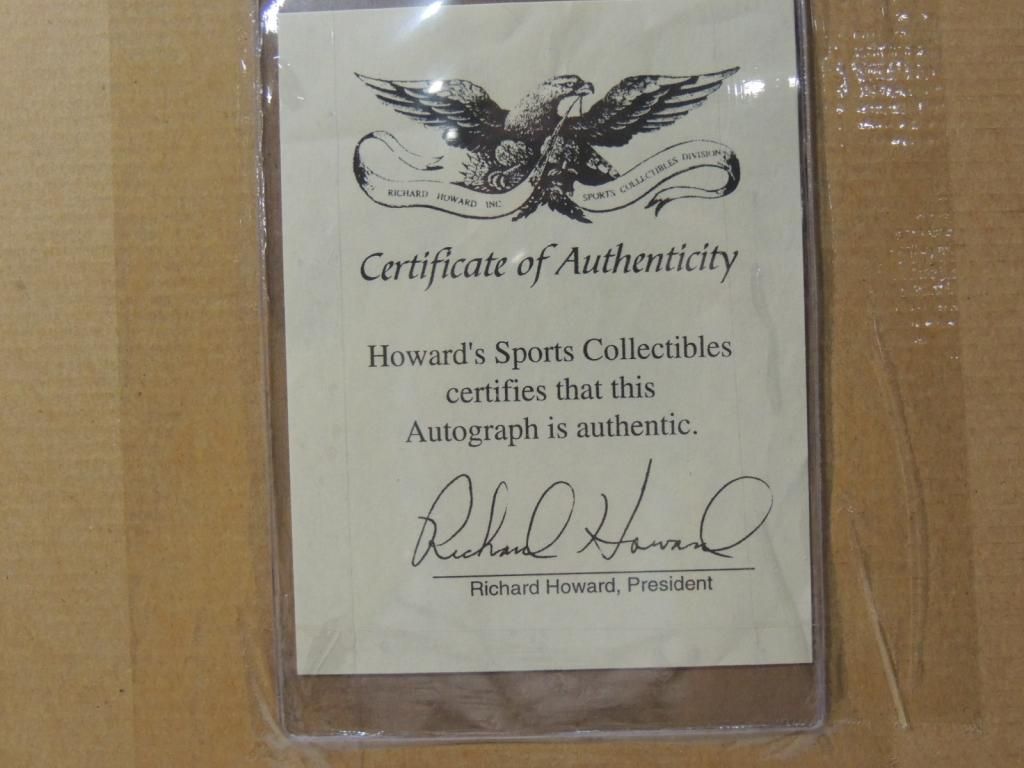 RICHARD HOWARD INC.
SPORTS COLLECTIBLES DIVISION
Certificate of Authenticity
Howard's Sports Collectibles
certifies that this
Autograph is authentic.
Richard Howard
Richard Howard, President